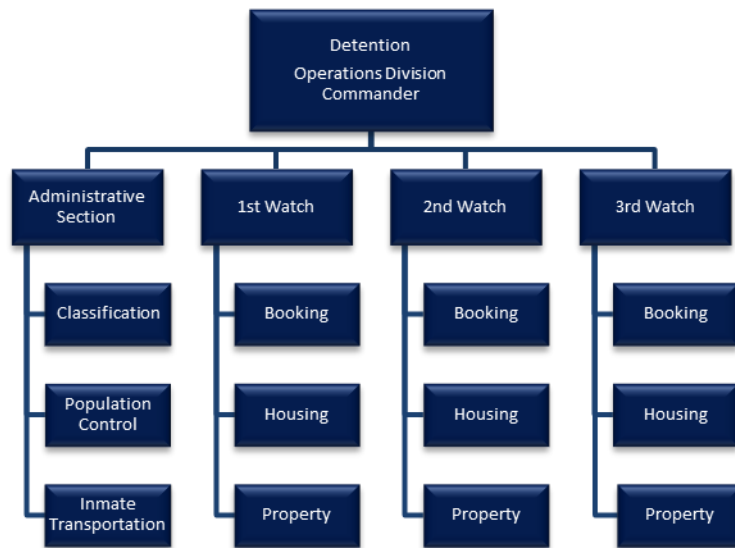 Detention
Operations Division
Commander
Administrative
Section
1st Watch
2nd Watch
3rd Watch
Classification
Booking
Booking
Booking
Population
Control
Housing
Housing
Housing
Inmate
Transportation
Property
Property
Property